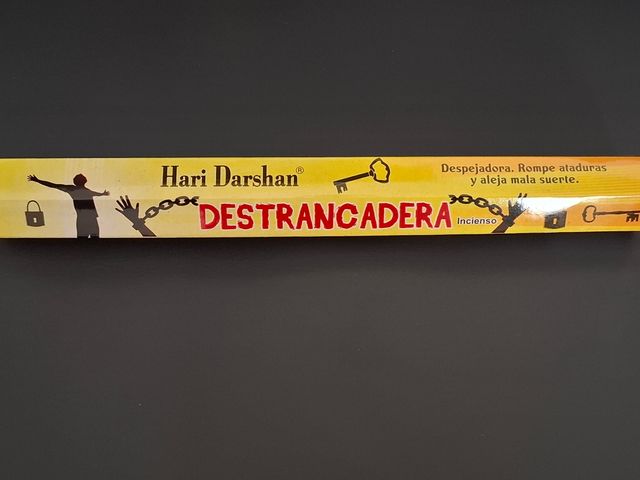 Hari Darshan®
DESTRANCADERA
Incienso
Despejadora. Rompe ataduras
y aleja mala suerte.